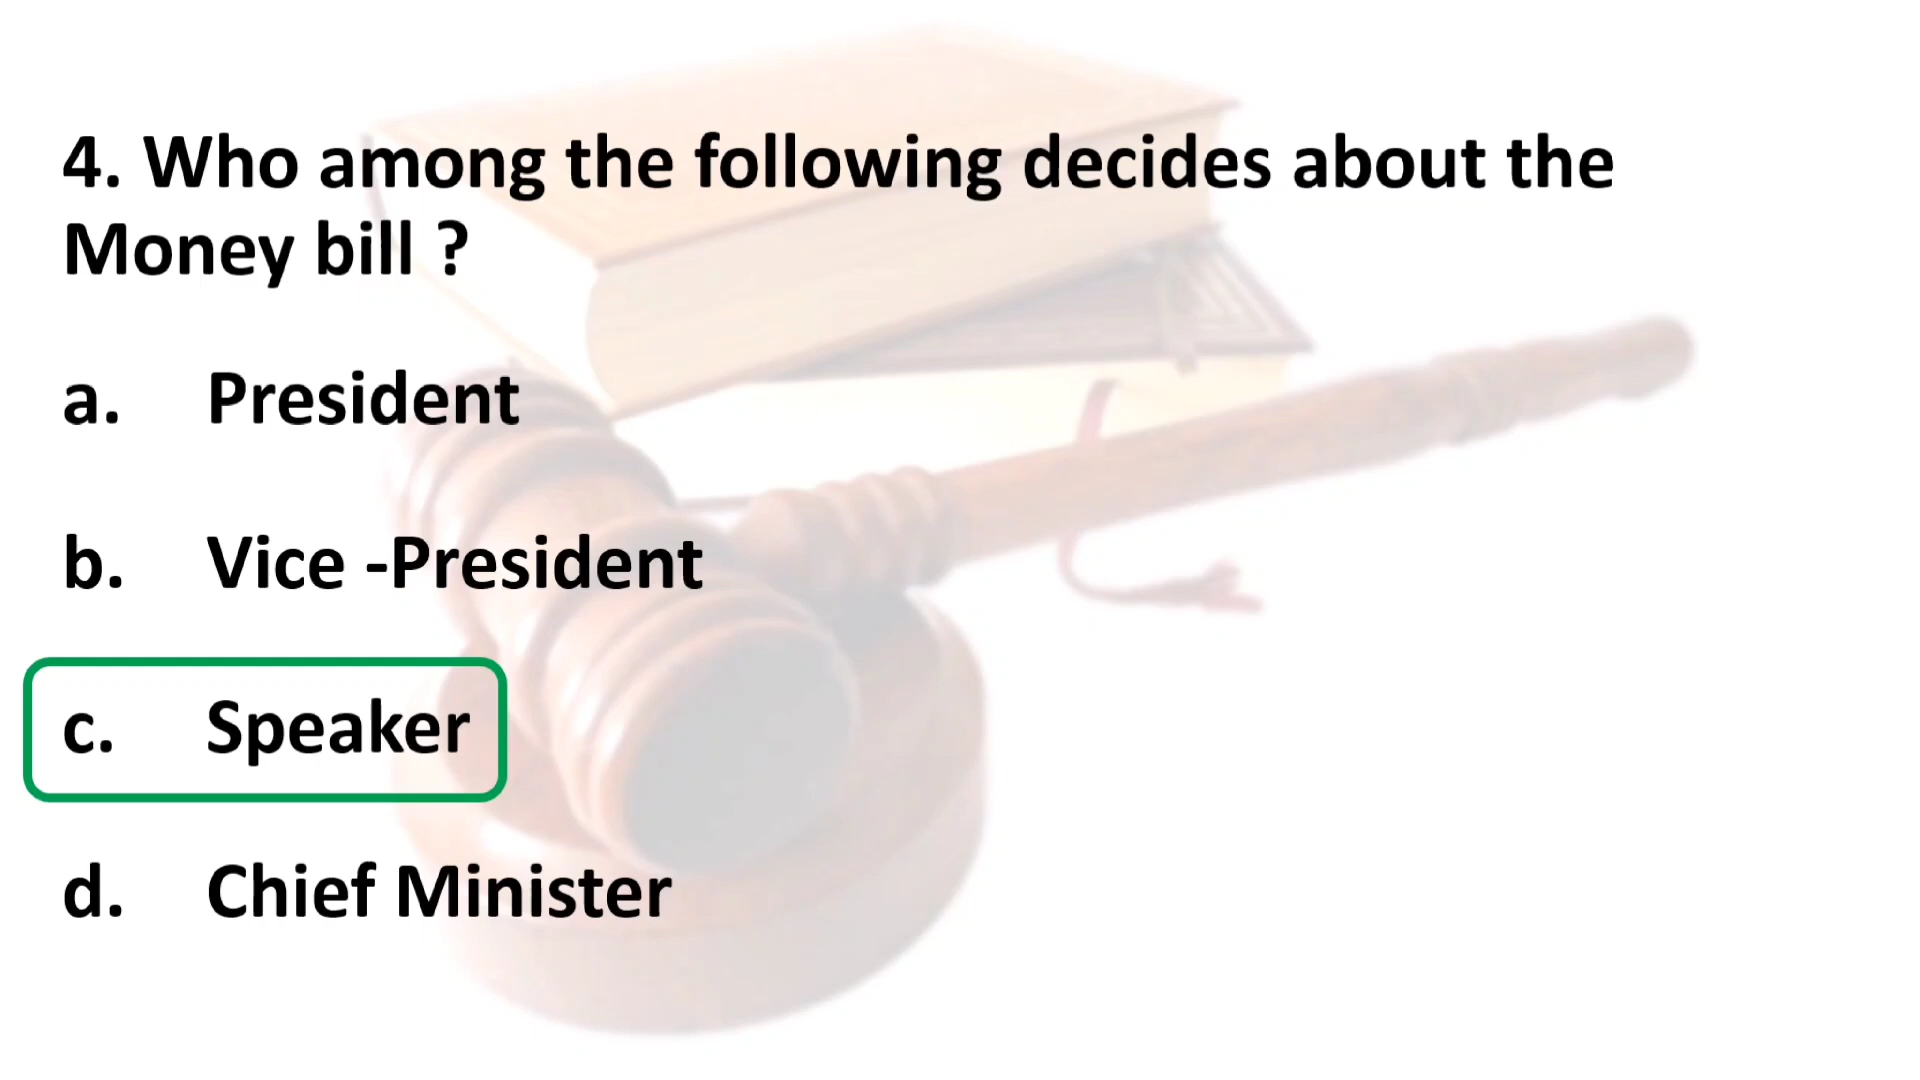 4. Who among the following decides about the
Money bill ?
a. President
b. Vice -President
c. Speaker
d. Chief Minister